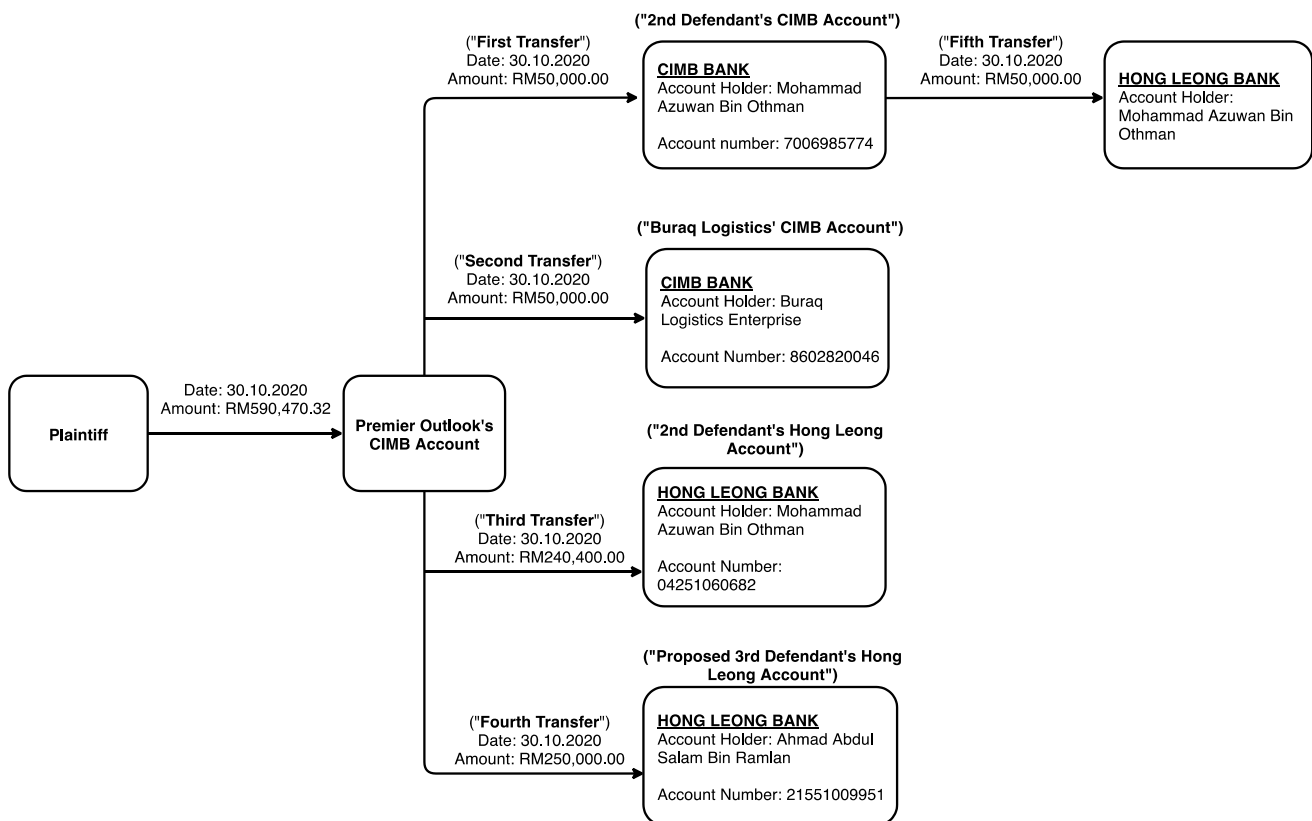 ("2nd Defendant's CIMB Account")
("First Transfer")
Date: 30.10.2020
Amount: RM50,000.00
CIMB BANK
Account Holder: Mohammad
Azuwan Bin Othman
Account number: 7006985774
("Fifth Transfer")
Date: 30.10.2020
Amount: RM50,000.00
HONG LEONG BANK
Account Holder:
Mohammad Azuwan Bin
Othman
("Buraq Logistics' CIMB Account")
("Second Transfer")
Date: 30.10.2020
Amount: RM50,000.00
CIMB BANK
Account Holder: Buraq
Logistics Enterprise
Account Number: 8602820046
Plaintiff
Date: 30.10.2020
Amount: RM590,470.32
Premier Outlook's
CIMB Account
("2nd Defendant's Hong Leong
Account")
("Third Transfer")
Date: 30.10.2020
Amount: RM240,400.00
HONG LEONG BANK
Account Holder: Mohammad
Azuwan Bin Othman
Account Number:
04251060682
("Proposed 3rd Defendant's Hong
Leong Account")
("Fourth Transfer")
Date: 30.10.2020
Amount: RM250,000.00
HONG LEONG BANK
Account Holder: Ahmad Abdul
Salam Bin Ramlan
Account Number: 21551009951